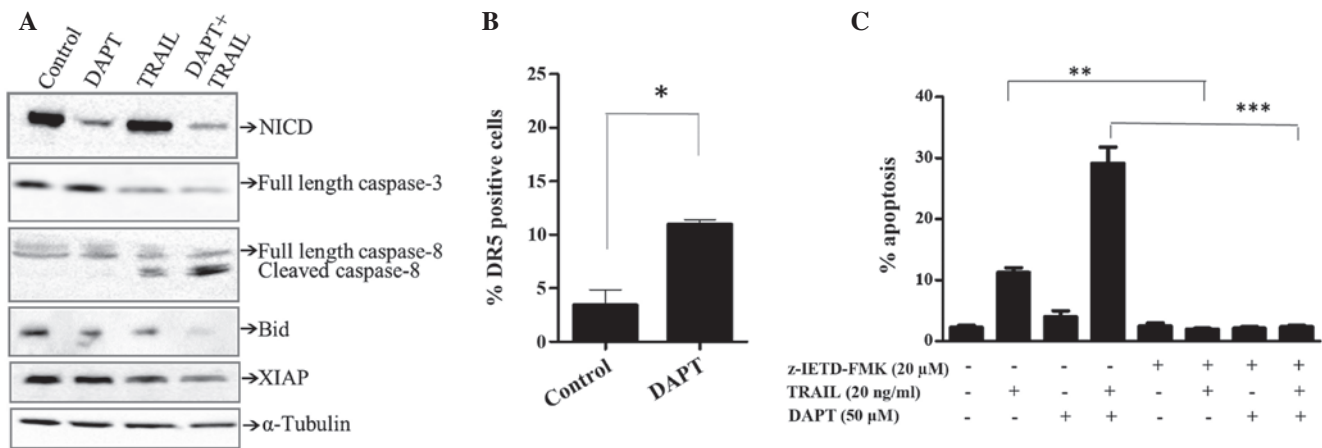 A
Control
DAPT
TRAIL
DAPT+
TRAIL
→NICD
→Full length caspase-3
→Full length caspase-8
Cleaved caspase-8
→Bid
→XIAP
→α-Tubulin
B
% DR5 positive cells
25
20
15
10
5
0
*
Control
DAPT
C
% apoptosis
40
30
20
10
0
**
***
z-IETD-FMK (20 µM) - - - - + + + +
TRAIL (20 ng/ml) - + - + - + - +
DAPT (50 µM) - - + + - - + +